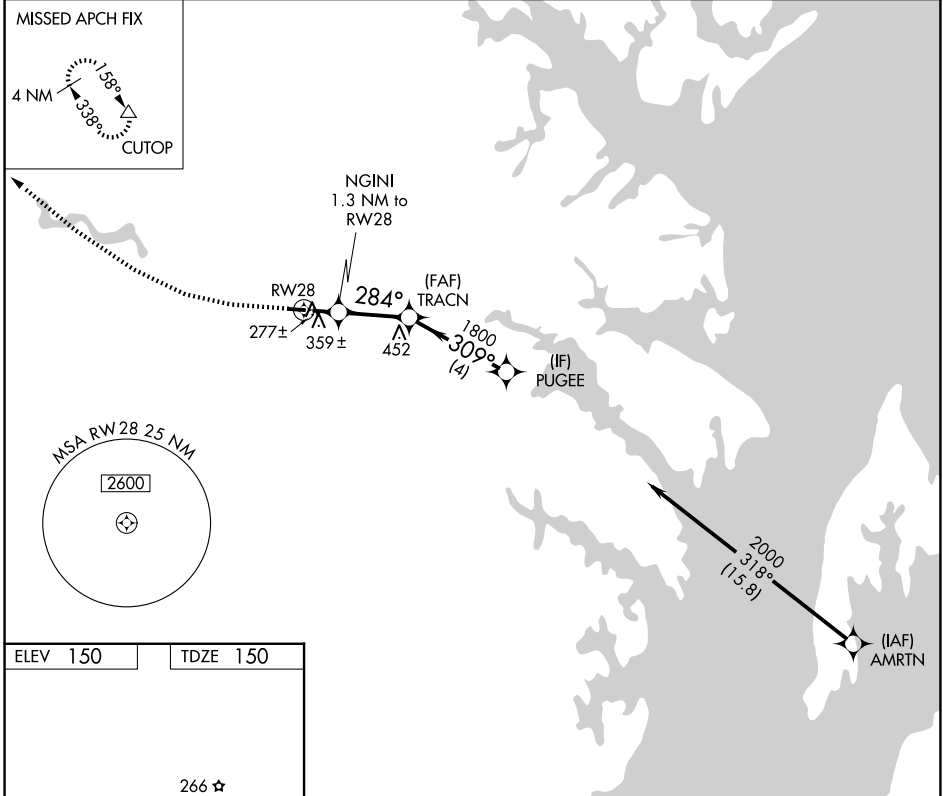 MISSED APCH FIX
4 NM
158°
338°
CUTOP
NGINI
1.3 NM to
RW28
RW28
284°
(FAF)
TRACN
277±
359±
452
1800
309°
(4)
(IF)
PUGEE
MSA RW 28 25 NM
2600
2000
318°
(15.8)
(IAF)
AMRTN
ELEV 150
TDZE 150
266